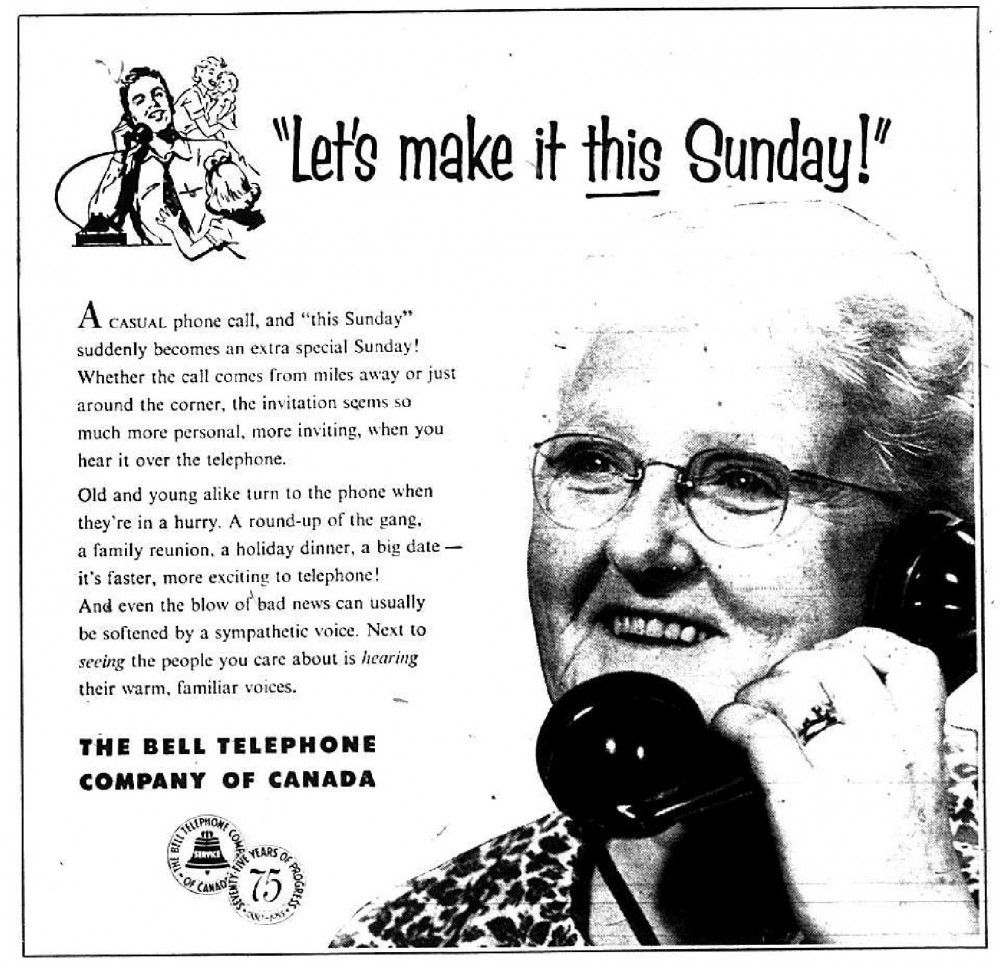 "Let's make it this Sunday!"
A CASUAL phone call, and "this Sunday"
suddenly becomes an extra special Sunday!
Whether the call comes from miles away or just
around the corner, the invitation seems so
much more personal, more inviting, when you
hear it over the telephone.
Old and young alike turn to the phone when
they're in a hurry. A round-up of the gang,
a family reunion, a holiday dinner, a big date —
it's faster, more exciting to telephone!
And even the blow of bad news can usually
be softened by a sympathetic voice. Next to
seeing the people you care about is hearing
their warm, familiar voices.
THE BELL TELEPHONE
COMPANY OF CANADA
THE BELL TELEPHONE COMPANY OF CANADA
SERVICE
SEVENTY-FIVE YEARS OF PROGRESS
75